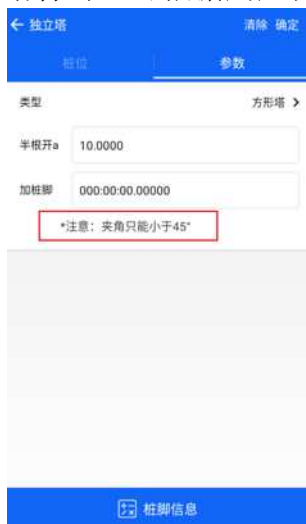 ← 独立塔 清除 确定
桩位 参数
类型 方形塔 >
半根开a 10.0000
加桩脚 000:00:00.00000
*注意：夹角只能小于45°
桩脚信息